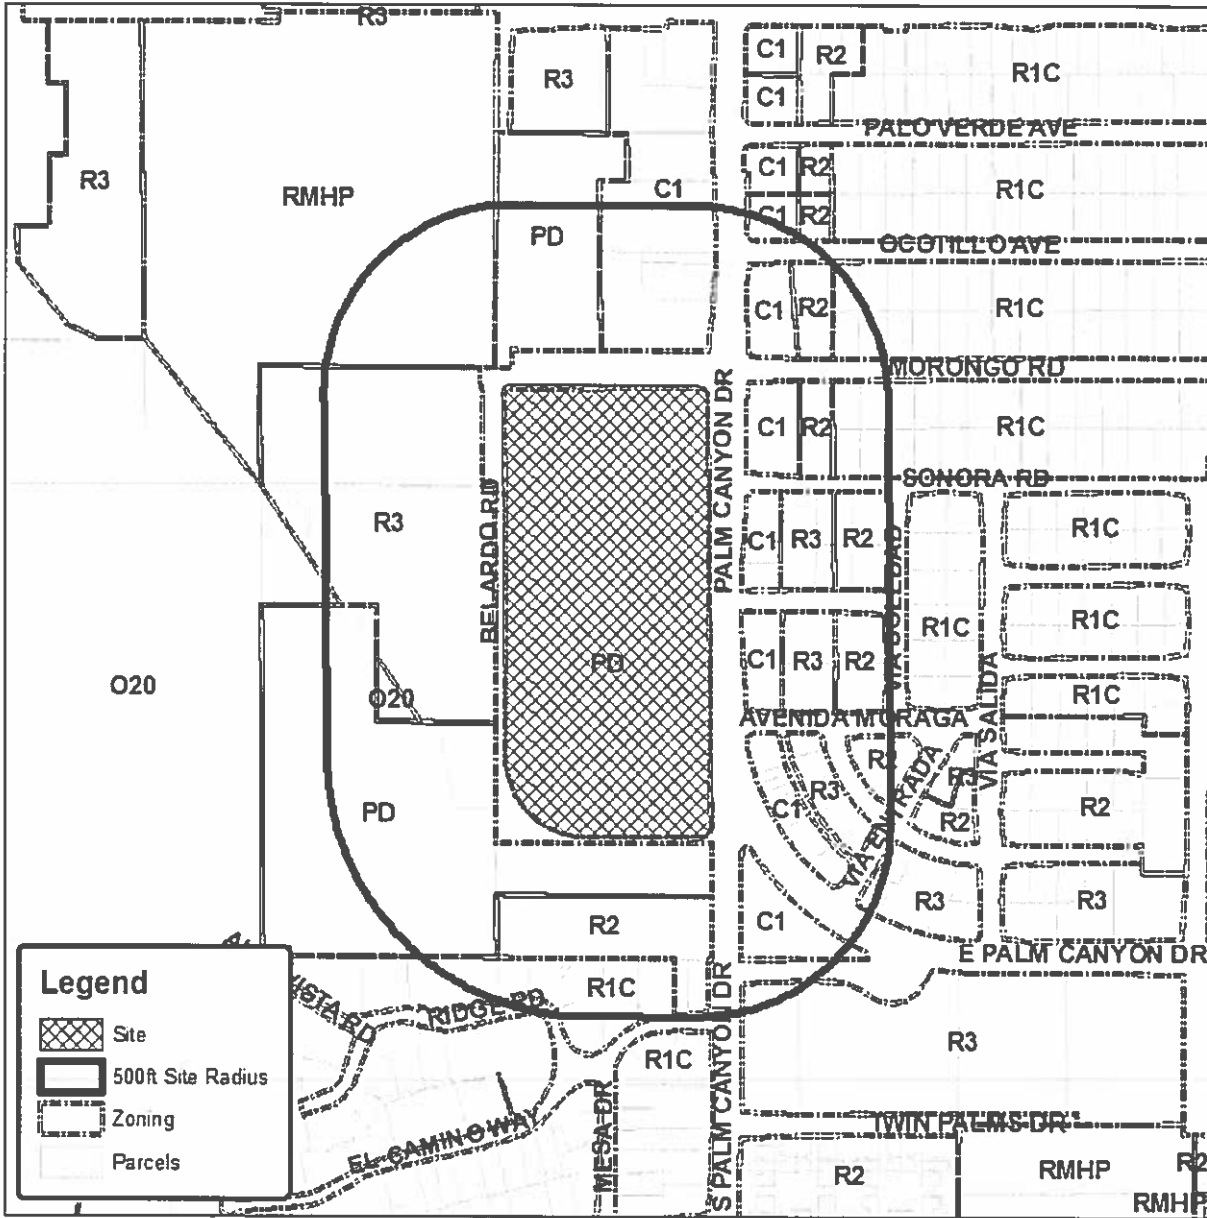 R3
C1
R2
R3
R1C
C1
PALO VERDE AVE
R3
RMHP
C1
C1
R2
R1C
C1
R2
PD
OCOTILLO AVE
C1
R2
R1C
MORONGO RD
PALM CANYON DR
C1
R2
R1C
SONORA RD
R3
BELARDO RD
C1
R3
R2
VIA SOLEDAD
R1C
R1C
R1C
C1
R3
R2
PD
O20
O20
R1C
AVENIDA MORAGA
VIA SALIDA
R2
R3
R3
C1
VIA ENTRADA
R2
R2
PD
R3
R3
R2
C1
E PALM CANYON DR
Legend
Site
500ft Site Radius
Zoning
Parcels
VISTA RD
RIDGE RD
R1C
R1C
S PALM CANYON DR
R3
EL CAMINO WAY
MESA DR
TWIN PALMS DR
R2
RMHP
R2
RMHP